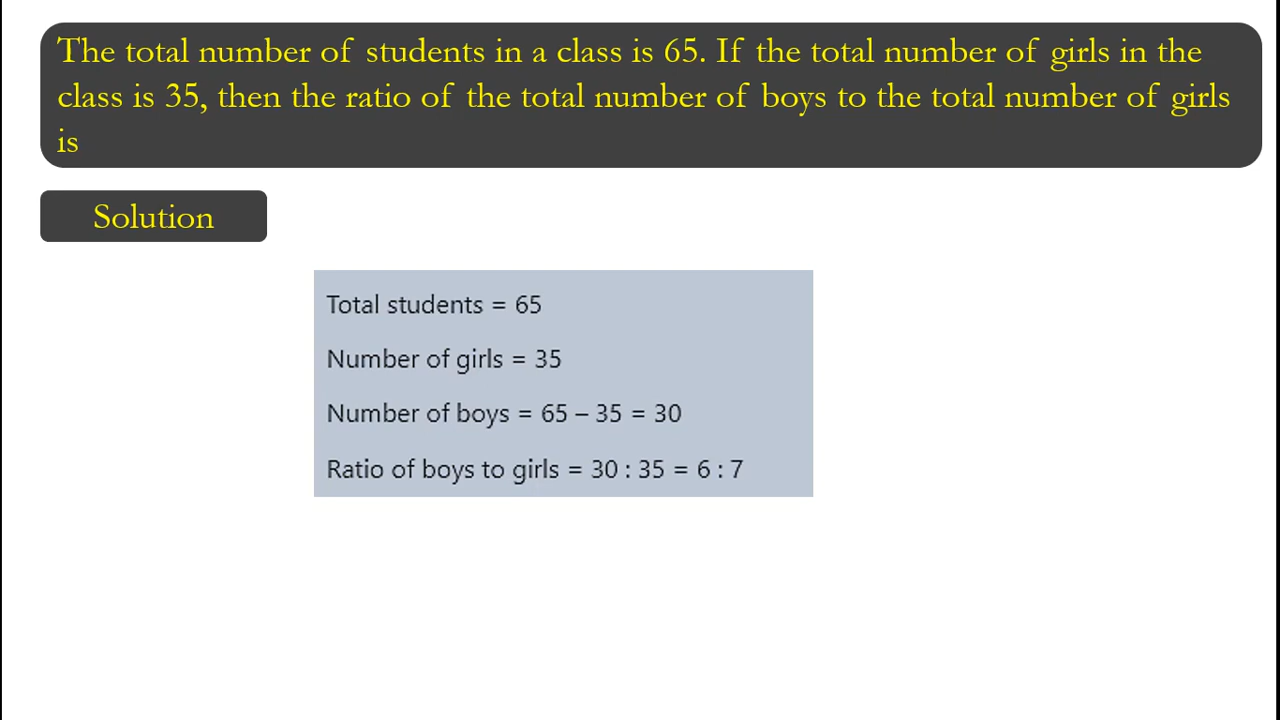 The total number of students in a class is 65. If the total number of girls in the
class is 35, then the ratio of the total number of boys to the total number of girls
is
Solution
Total students = 65
Number of girls = 35
Number of boys = 65 – 35 = 30
Ratio of boys to girls = 30 : 35 = 6 : 7